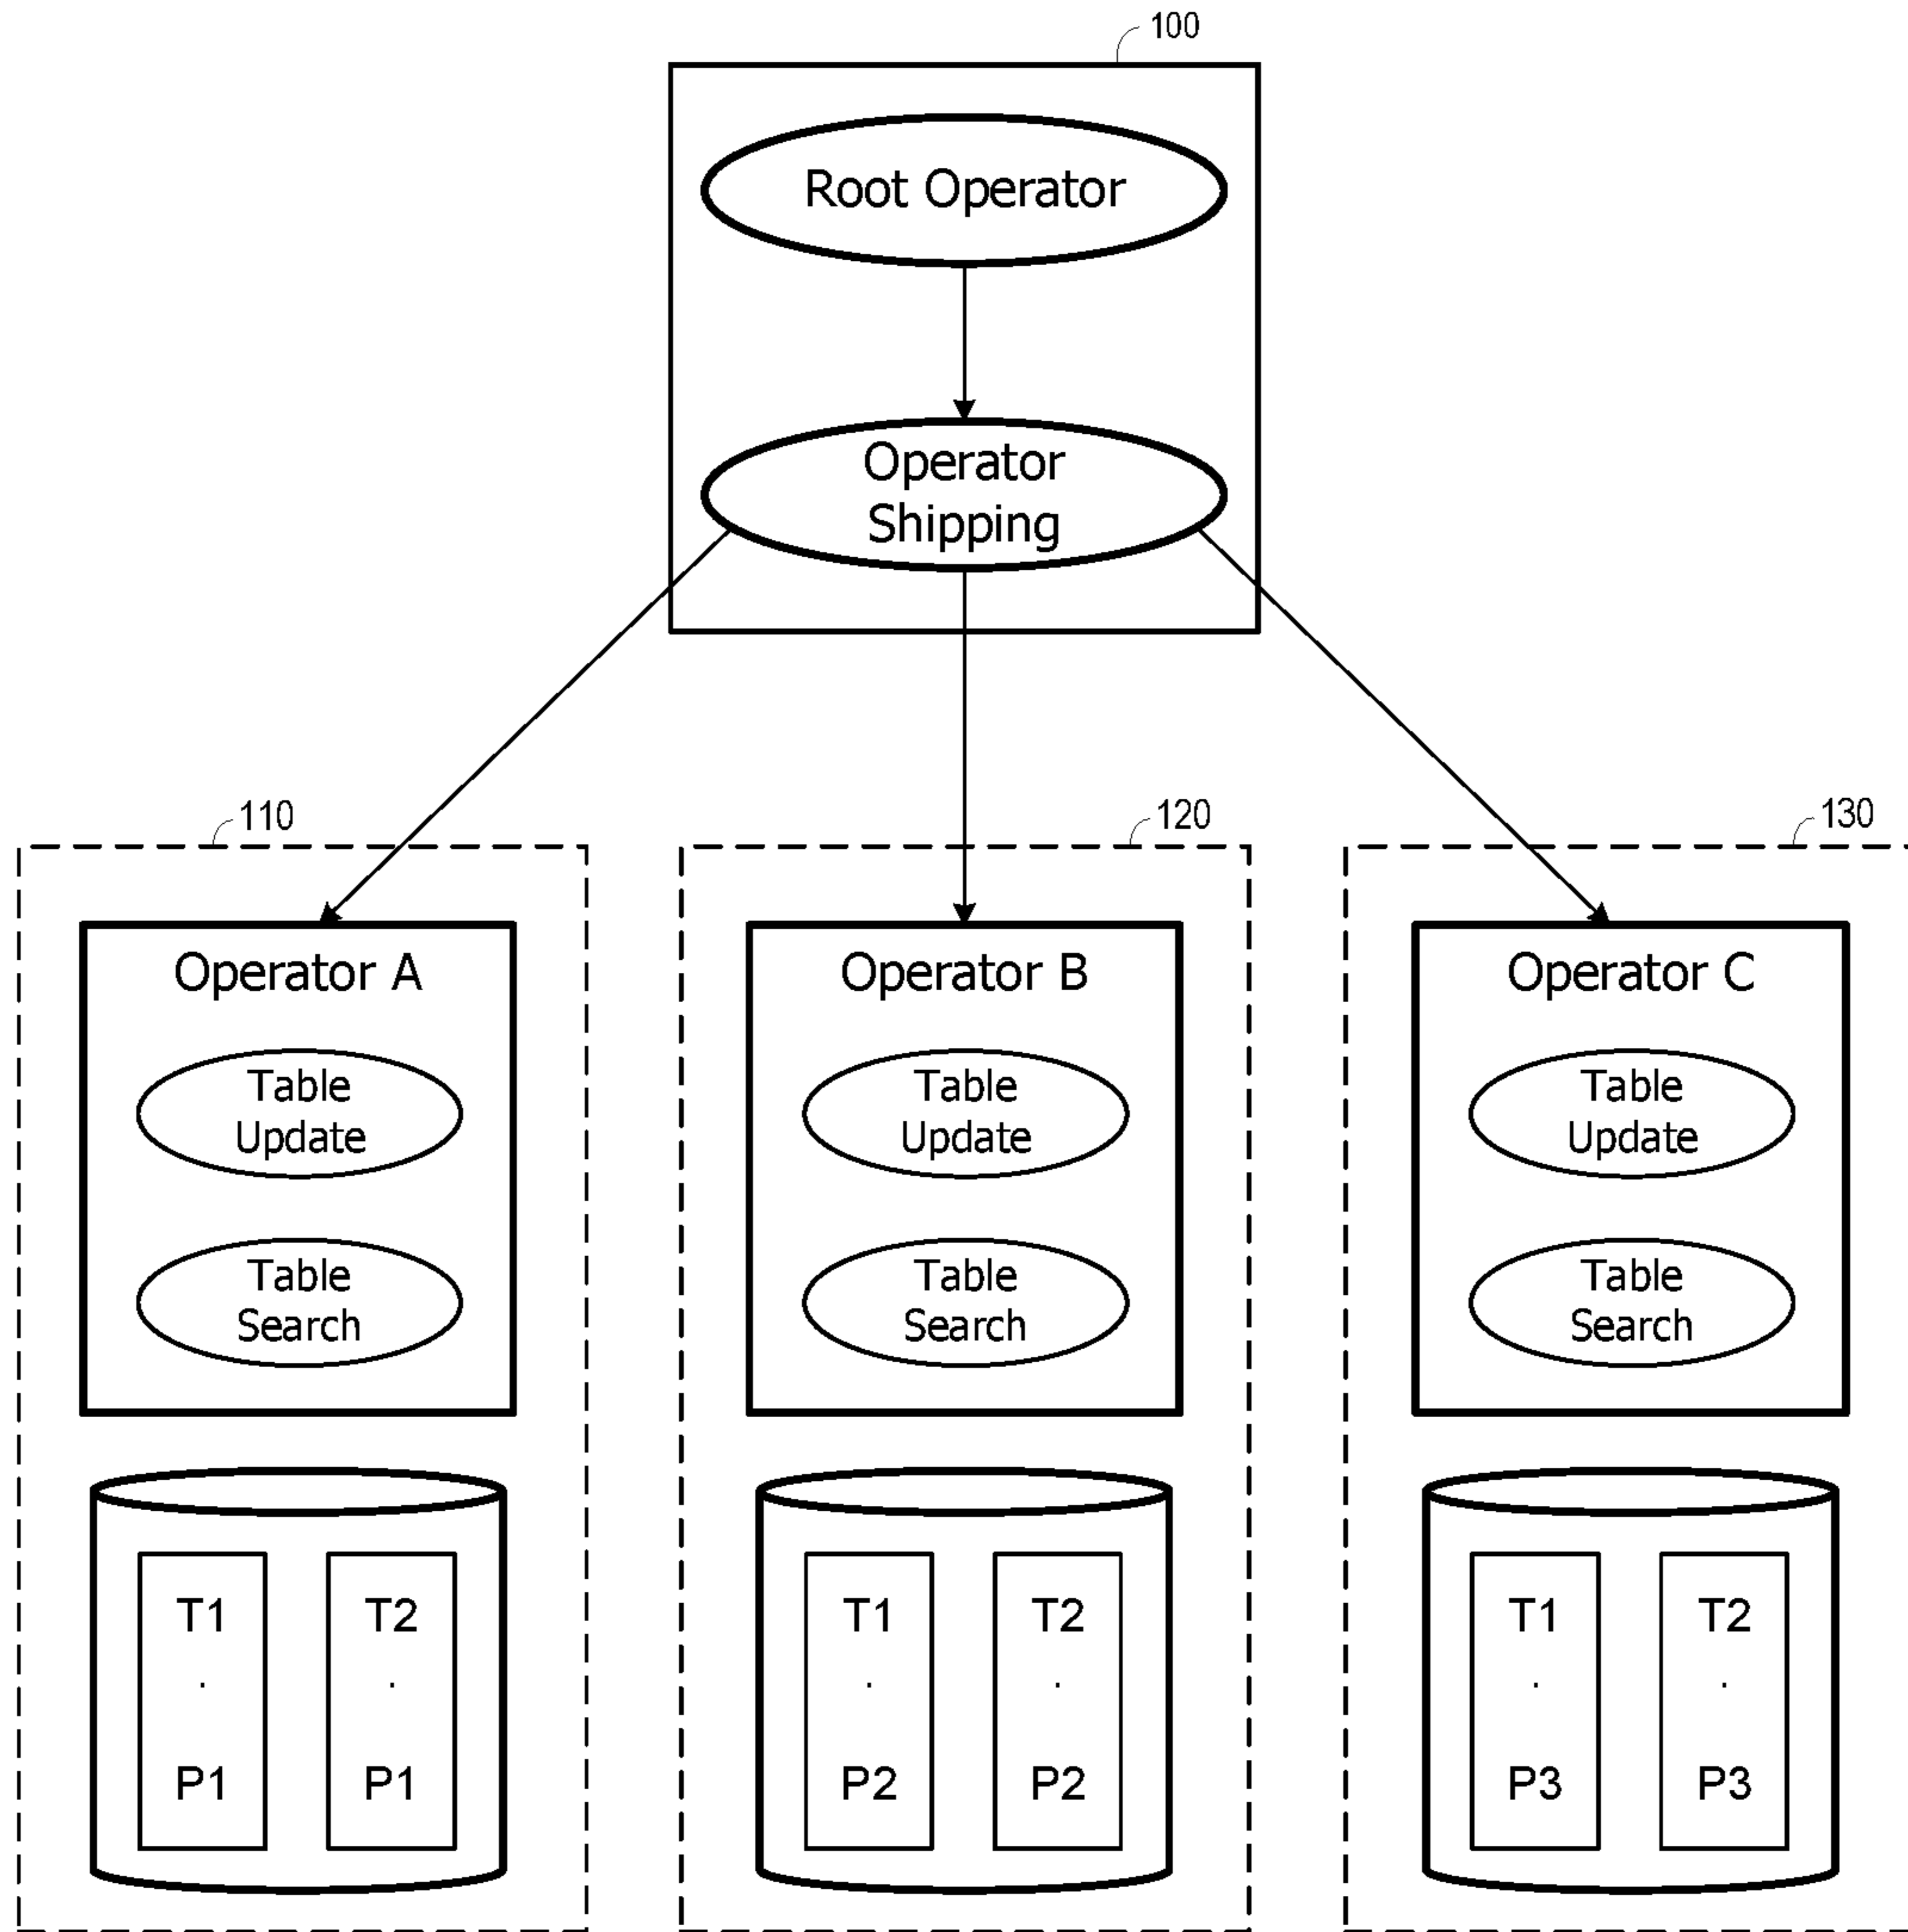 100
Root Operator
Operator
Shipping
110
120
130
Operator A
Table
Update
Table
Search
T1
.
P1
T2
.
P1
Operator B
Table
Update
Table
Search
T1
.
P2
T2
.
P2
Operator C
Table
Update
Table
Search
T1
.
P3
T2
.
P3